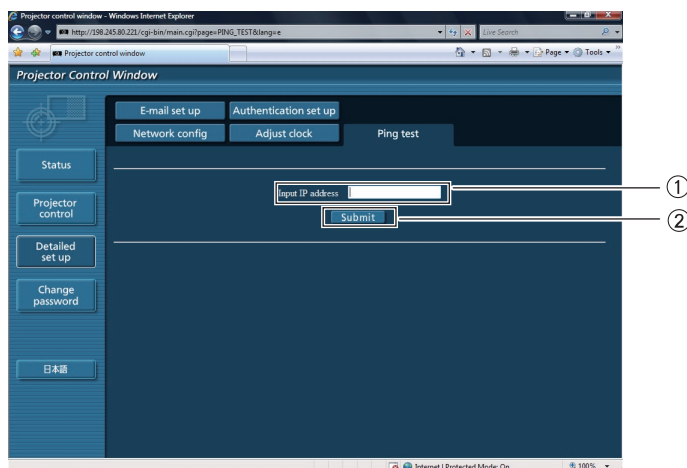 Projector control window - Windows Internet Explorer
http://198.245.80.221/cgi-bin/main.cgi?page=PING_TEST&lang=e
Live Search
Projector control window
Page
Tools
Projector Control Window
E-mail set up
Authentication set up
Network config
Adjust clock
Ping test
Status
Projector control
Detailed set up
Change password
日本語
Input IP address
①
Submit
②
Internet | Protected Mode: On
100%